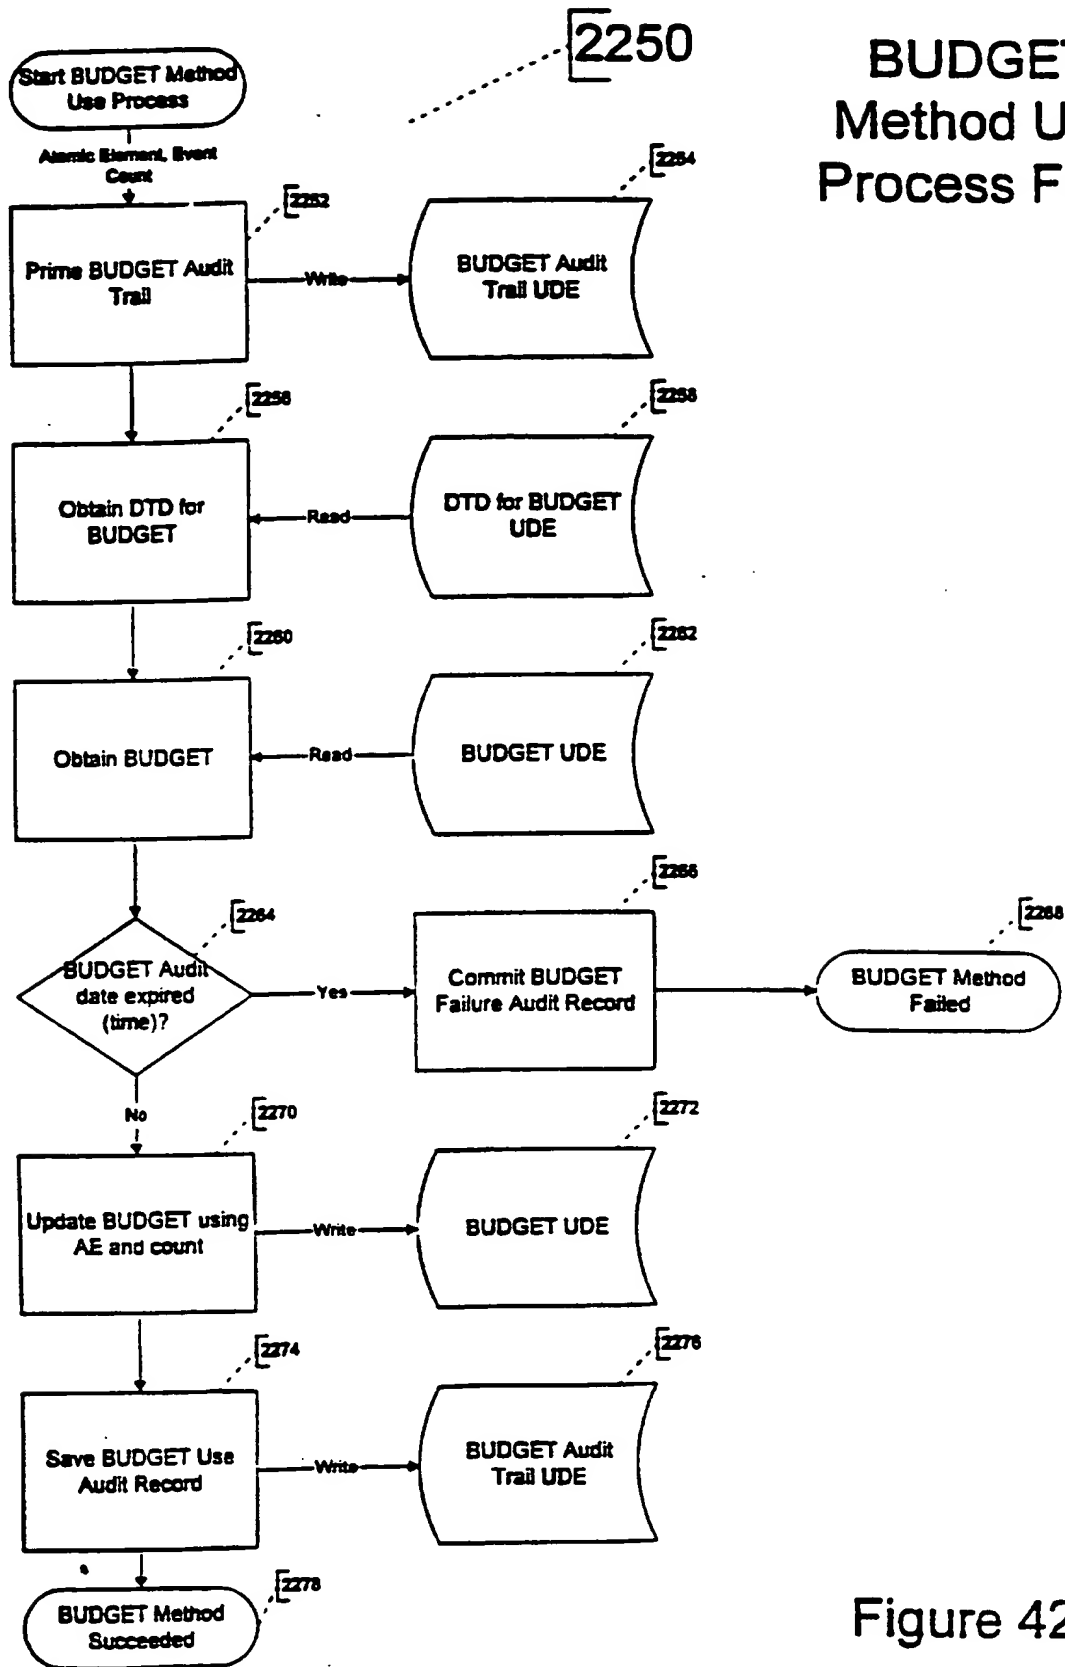 2250
BUDGET
Method U
Process F
Start BUDGET Method
Use Process
Atomic Element, Event
Count
2252
2254
Prime BUDGET Audit
Trail
Write
BUDGET Audit
Trail UDE
2256
2258
Obtain DTD for
BUDGET
Read
DTD for BUDGET
UDE
2260
2262
Obtain BUDGET
Read
BUDGET UDE
2264
2266
2268
BUDGET Audit
date expired
(time)?
Yes
Commit BUDGET
Failure Audit Record
BUDGET Method
Failed
No
2270
2272
Update BUDGET using
AE and count
Write
BUDGET UDE
2274
2276
Save BUDGET Use
Audit Record
Write
BUDGET Audit
Trail UDE
2278
BUDGET Method
Succeeded
Figure 42